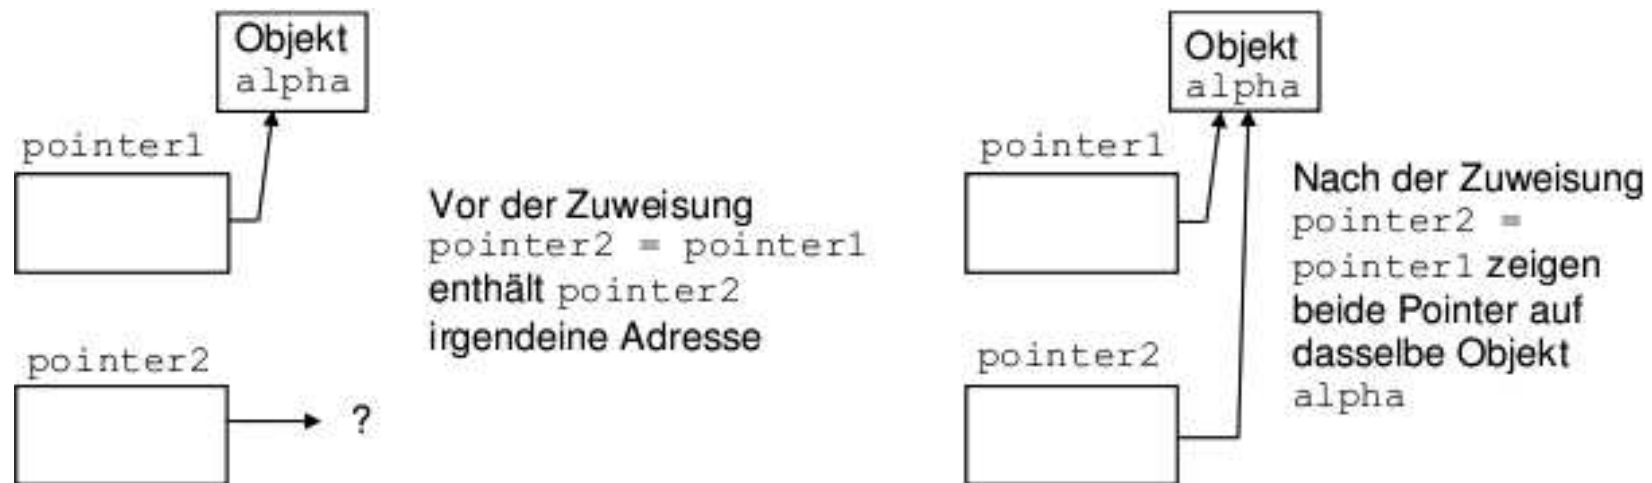 Objekt
alpha
pointer1
Vor der Zuweisung
pointer2 = pointer1
enthält pointer2
irgendeine Adresse
pointer2
?
Objekt
alpha
pointer1
Nach der Zuweisung
pointer2 =
pointer1 zeigen
beide Pointer auf
dasselbe Objekt
alpha
pointer2